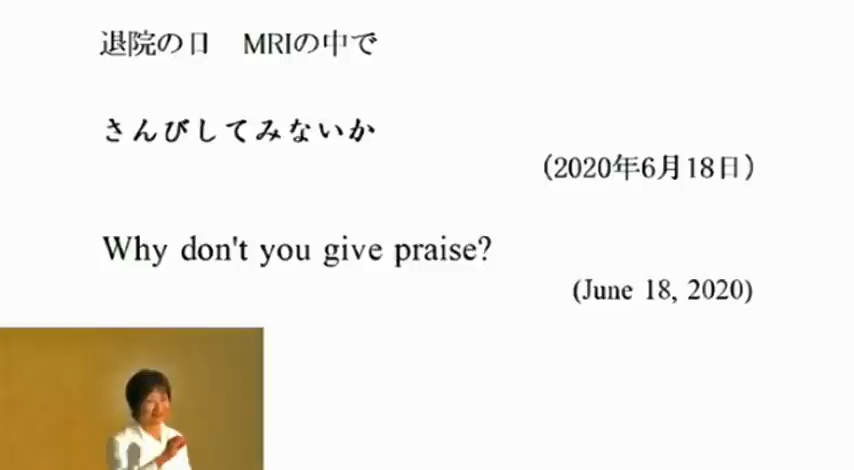 退院の日　MRIの中で
さんびしてみないか
（2020年6月18日）
Why don't you give praise?
(June 18, 2020)